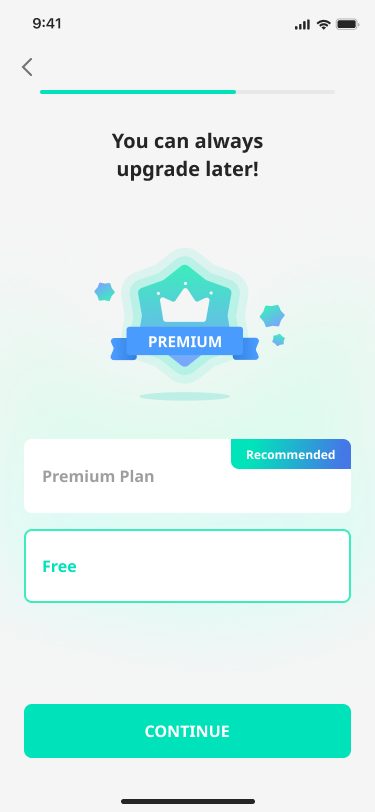 9:41
You can always
upgrade later!
PREMIUM
Recommended
Premium Plan
Free
CONTINUE